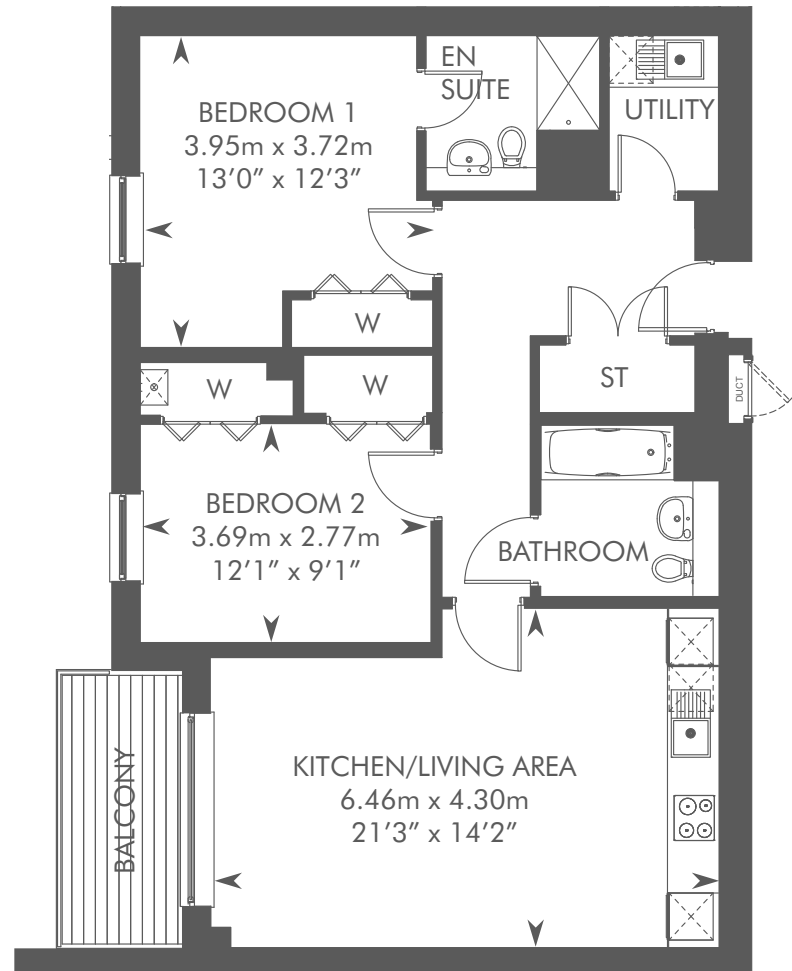 EN
SUITE
UTILITY
BEDROOM 1
3.95m x 3.72m
13’0” x 12’3”
W
W
W
ST
DUCT
BEDROOM 2
3.69m x 2.77m
12’1” x 9’1”
BATHROOM
BALCONY
KITCHEN/LIVING AREA
6.46m x 4.30m
21’3” x 14’2”